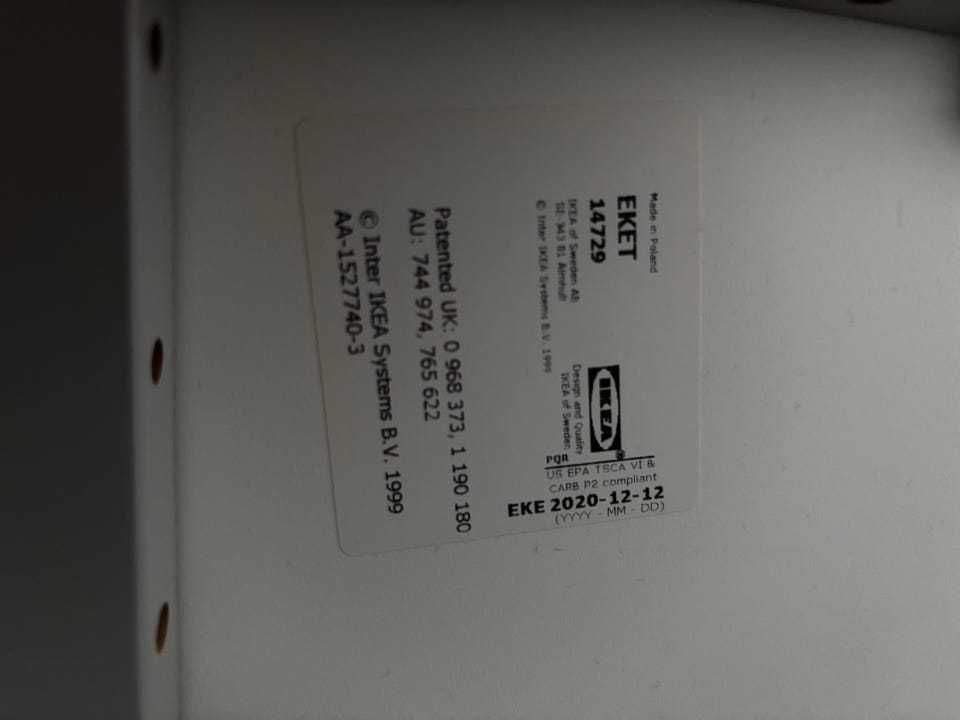 Made in Poland
EKET
14729
IKEA of Sweden AB
SE-343 81 Älmhult
© Inter IKEA Systems B.V. 1999
IKEA®
Design and Quality
IKEA of Sweden
PQR
US EPA TSCA VI &
CARB P2 compliant
EKE 2020-12-12
(YYYY - MM - DD)
Patented UK: 0 968 373, 1 190 180
AU: 744 974, 765 622
© Inter IKEA Systems B.V. 1999
AA-1527740-3